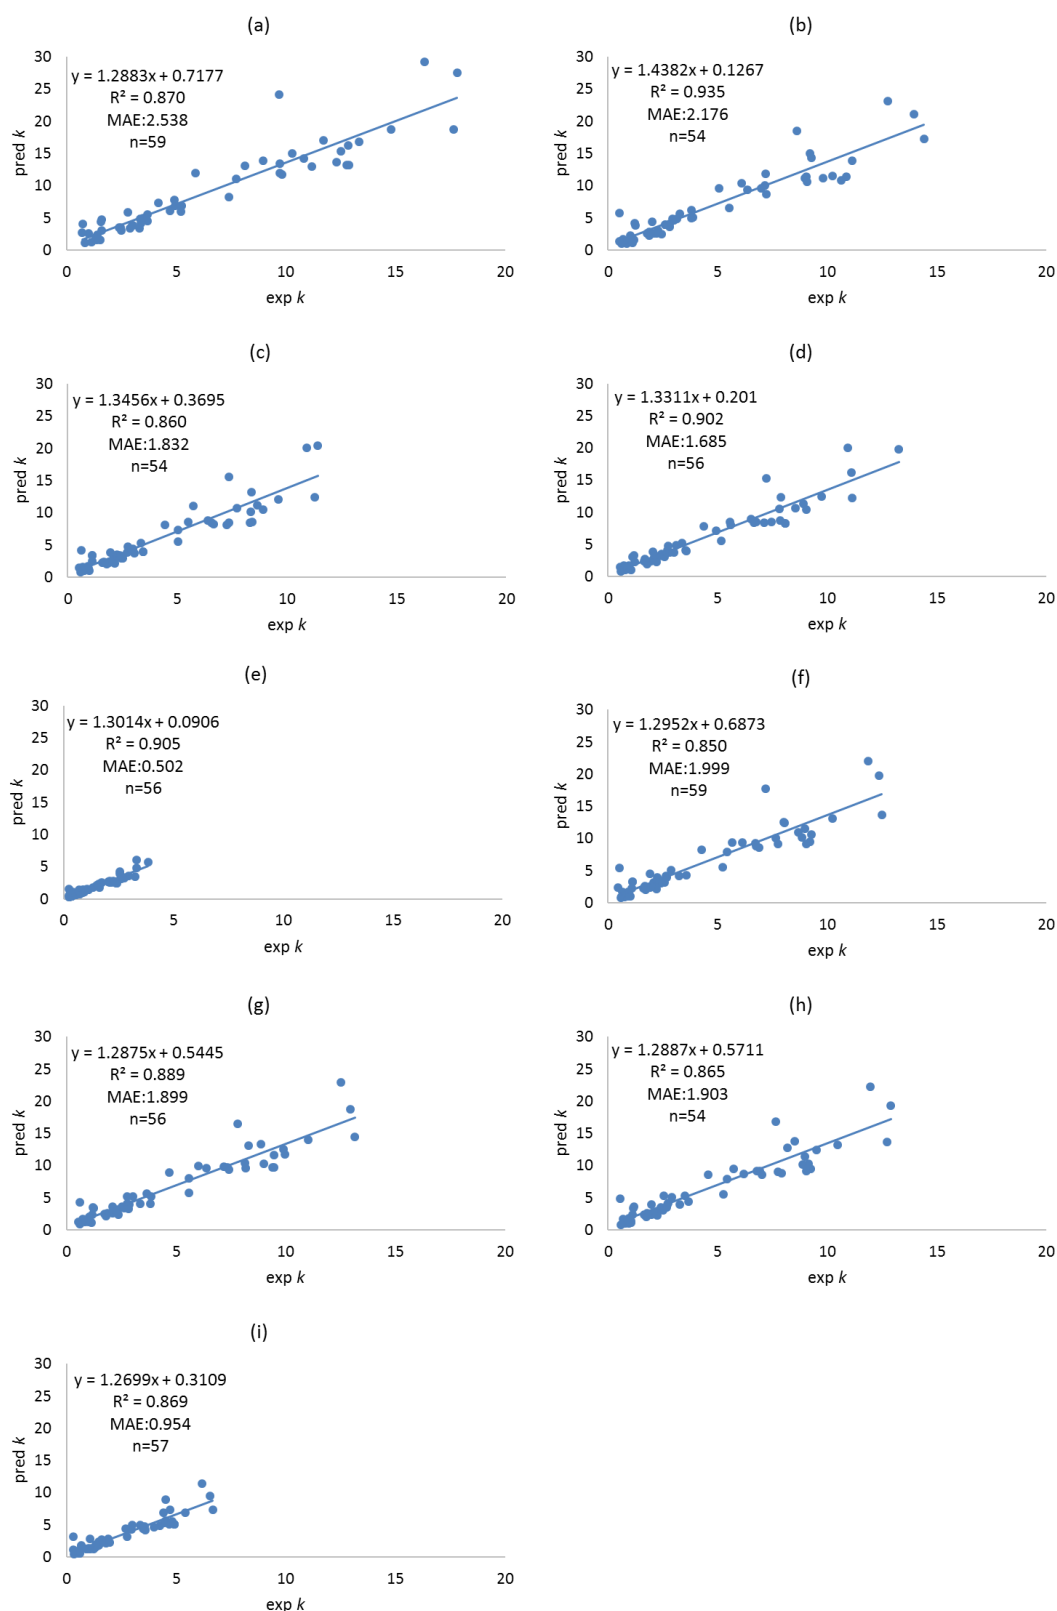 (a)
30
25
20
15
10
5
0
pred k
y = 1.2883x + 0.7177
R² = 0.870
MAE:2.538
n=59
0 5 10 15 20
exp k
(b)
30
25
20
15
10
5
0
pred k
y = 1.4382x + 0.1267
R² = 0.935
MAE:2.176
n=54
0 5 10 15 20
exp k
(c)
30
25
20
15
10
5
0
pred k
y = 1.3456x + 0.3695
R² = 0.860
MAE:1.832
n=54
0 5 10 15 20
exp k
(d)
30
25
20
15
10
5
0
pred k
y = 1.3311x + 0.201
R² = 0.902
MAE:1.685
n=56
0 5 10 15 20
exp k
(e)
30
25
20
15
10
5
0
pred k
y = 1.3014x + 0.0906
R² = 0.905
MAE:0.502
n=56
0 5 10 15 20
exp k
(f)
30
25
20
15
10
5
0
pred k
y = 1.2952x + 0.6873
R² = 0.850
MAE:1.999
n=59
0 5 10 15 20
exp k
(g)
30
25
20
15
10
5
0
pred k
y = 1.2875x + 0.5445
R² = 0.889
MAE:1.899
n=56
0 5 10 15 20
exp k
(h)
30
25
20
15
10
5
0
pred k
y = 1.2887x + 0.5711
R² = 0.865
MAE:1.903
n=54
0 5 10 15 20
exp k
(i)
30
25
20
15
10
5
0
pred k
y = 1.2699x + 0.3109
R² = 0.869
MAE:0.954
n=57
0 5 10 15 20
exp k